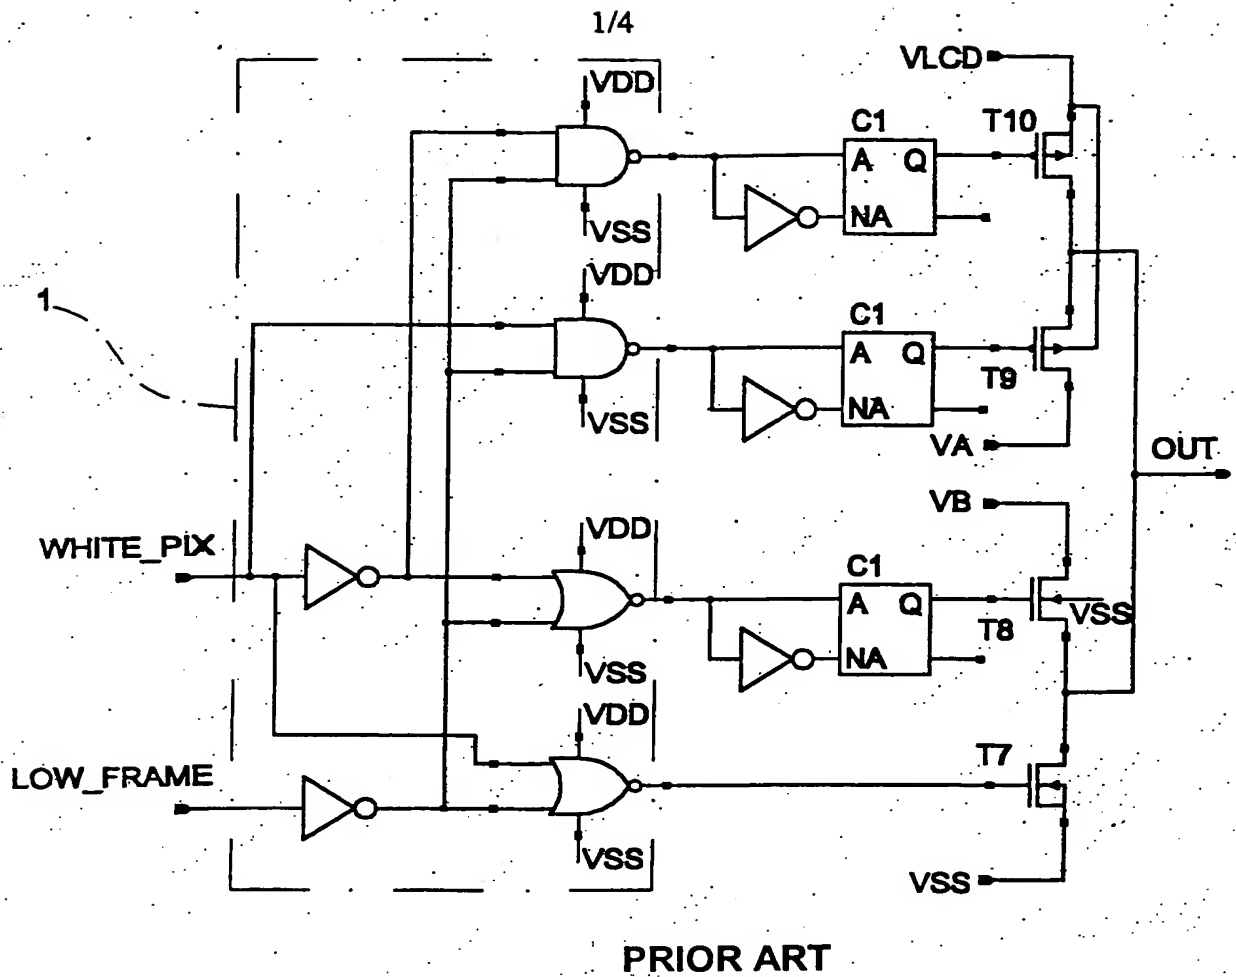 1/4
VLCD
VDD
C1
T10
A Q
NA
VSS
VDD
1
C1
A Q
NA
T9
VSS
VA
OUT
VB
WHITE_PIX
VDD
C1
A Q
NA
VSS
T8
VSS
VDD
LOW_FRAME
T7
VSS
VSS
PRIOR ART